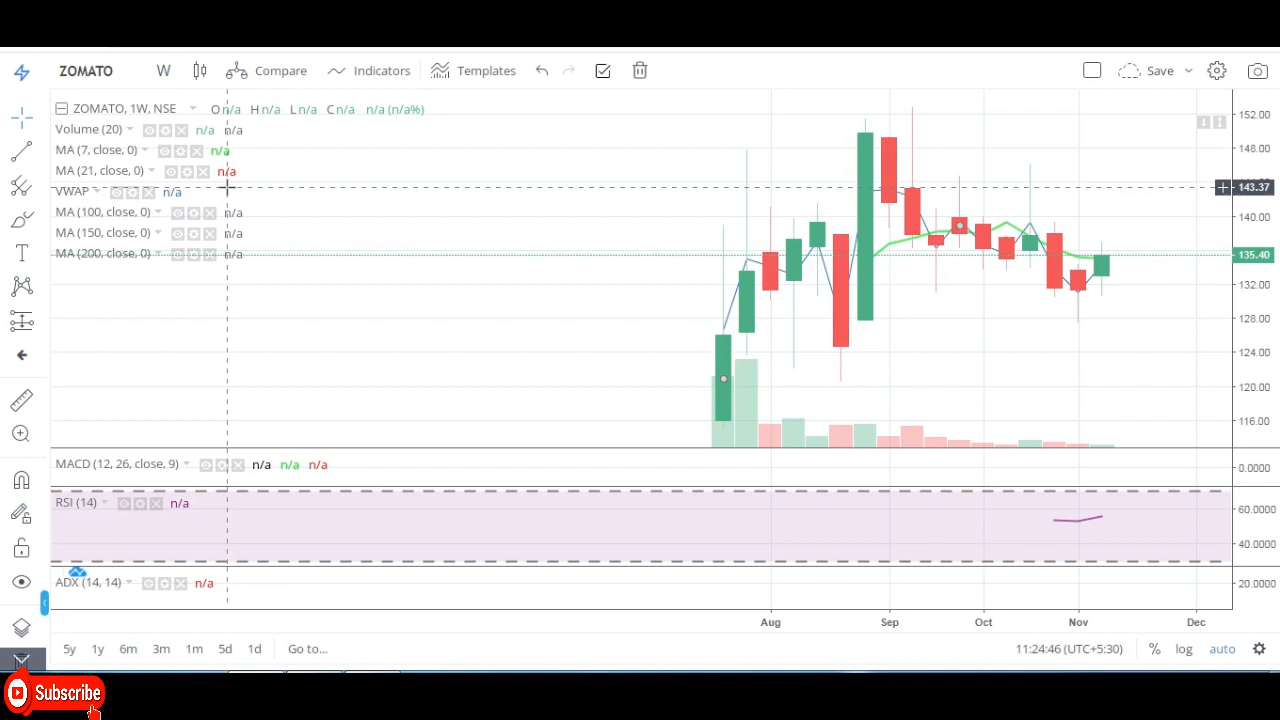 ZOMATO W Compare Indicators Templates Save
ZOMATO, 1W, NSE O n/a H n/a L n/a C n/a n/a (n/a%)
Volume (20) n/a n/a
MA (7, close, 0) n/a
MA (21, close, 0) n/a
VWAP n/a
MA (100, close, 0) n/a
MA (150, close, 0) n/a
MA (200, close, 0) n/a
152.00
148.00
143.37
140.00
135.40
132.00
128.00
124.00
120.00
116.00
MACD (12, 26, close, 9) n/a n/a n/a
0.0000
RSI (14) n/a
60.0000
40.0000
ADX (14, 14) n/a
20.0000
Aug Sep Oct Nov Dec
5y 1y 6m 3m 1m 5d 1d Go to... 11:24:46 (UTC+5:30) % log auto
Subscribe